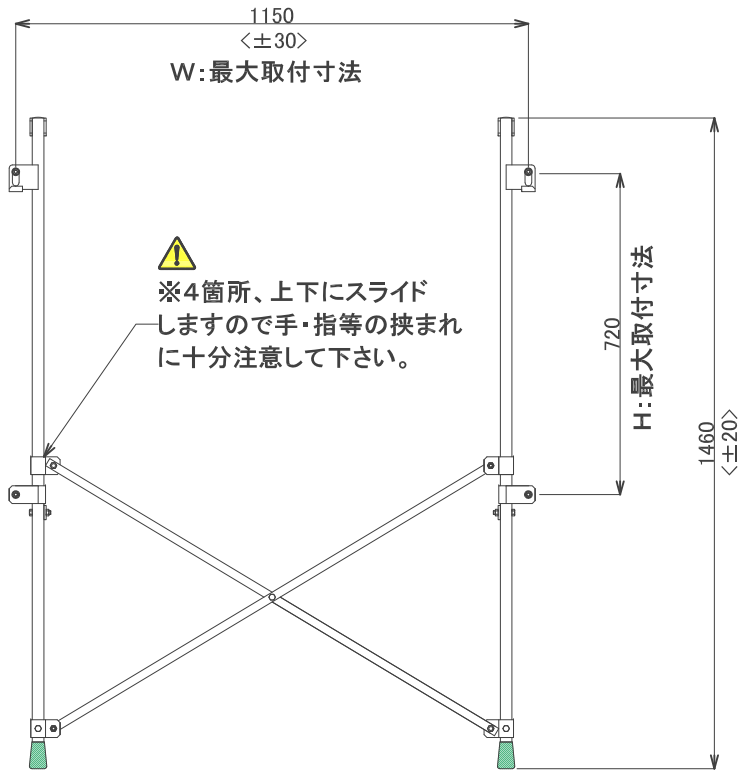 1150
〈±30〉
W:最大取付寸法
※4箇所、上下にスライド
しますので手・指等の挟まれ
に十分注意して下さい。
720
H:最大取付寸法
1460
〈±20〉